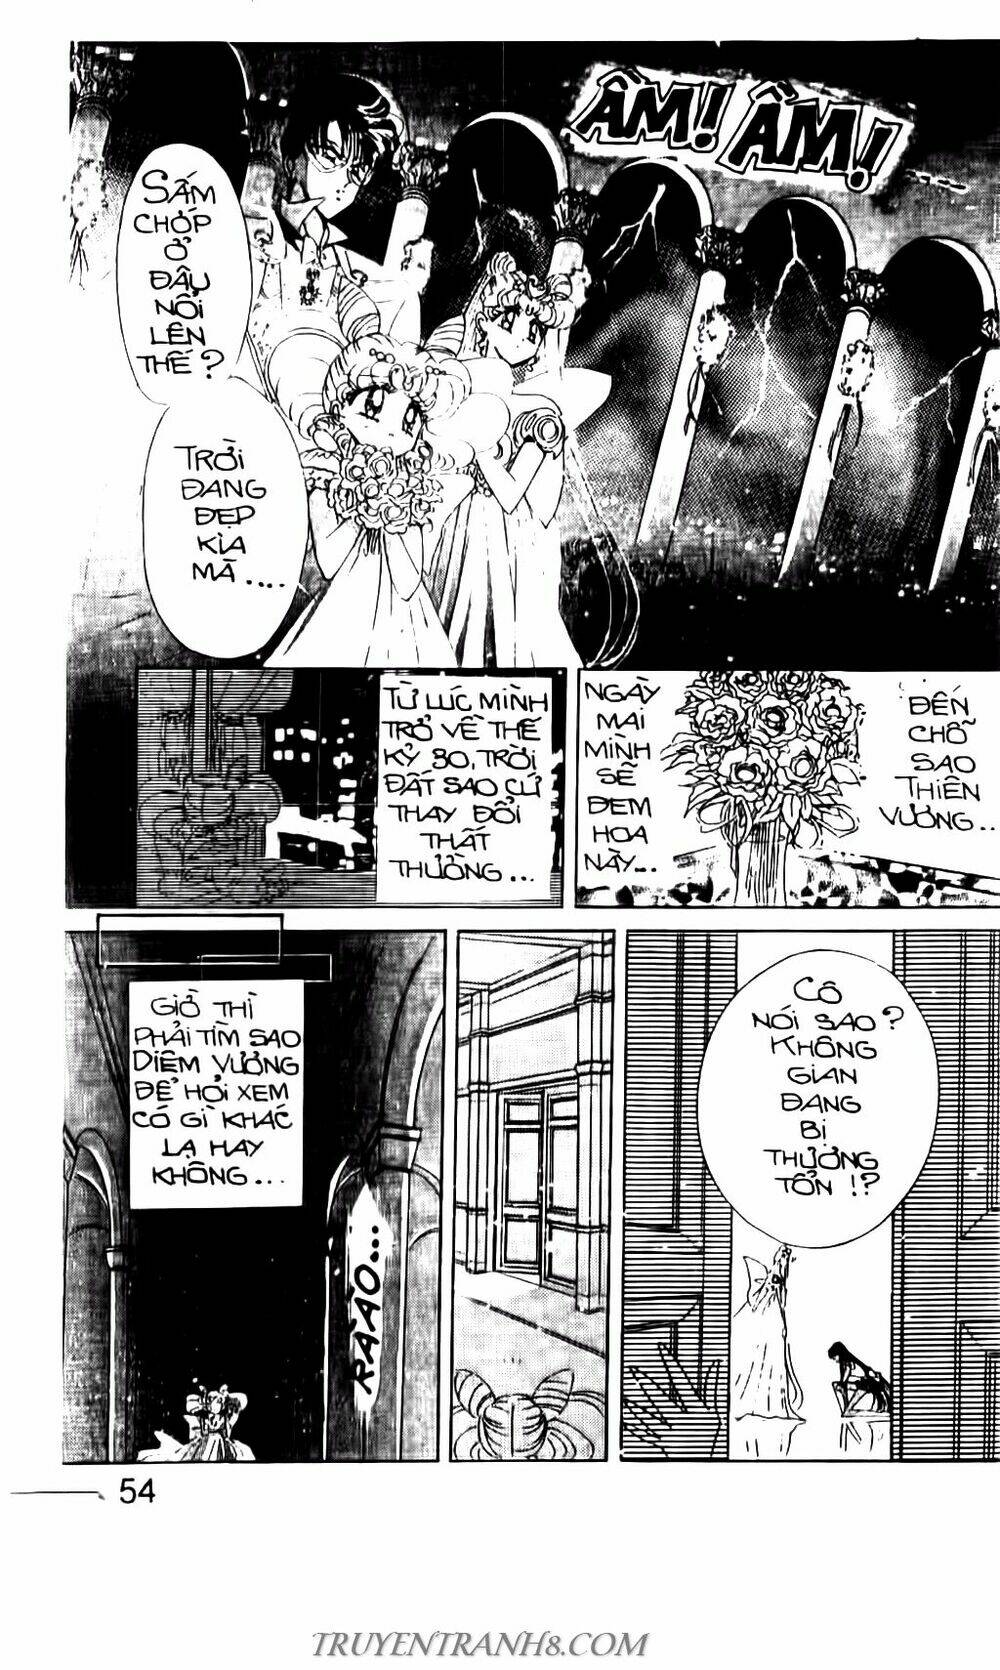 ẦM! ẦM!
SẤM
CHỚP
Ở
ĐÂU
NỔI
LÊN
THẾ?
TRỜI
ĐANG
ĐẸP
KIA
MÀ....
TỪ LÚC MÌNH
TRỞ VỀ THẾ
KỶ 30, TRỜI
ĐẤT SAO CỨ
THAY ĐỔI
THẤT
THƯỜNG...
NGÀY
MAI
MÌNH
SẼ
ĐEM
HOA
NÀY...
ĐẾN
CHỖ
SAO
THIÊN
VƯƠNG...
GIỜ THÌ
PHẢI TÌM SAO
DIÊM VƯƠNG
ĐỂ HỎI XEM
CÓ GÌ KHÁC
LẠ HAY
KHÔNG...
RÀÀO...
CÔ
NÓI SAO?
KHÔNG
GIAN
ĐANG
BỊ
THƯƠNG
TỔN!?
54
TRUYENTRANH8.COM